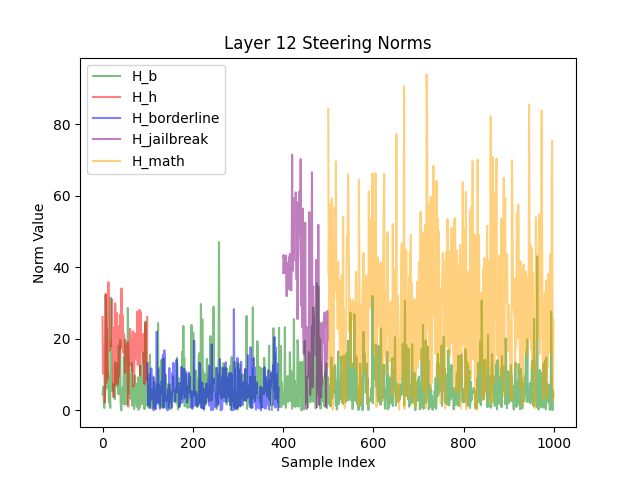 Layer 12 Steering Norms
H_b
H_h
H_borderline
H_jailbreak
H_math
Norm Value
80
60
40
20
0
0 200 400 600 800 1000
Sample Index